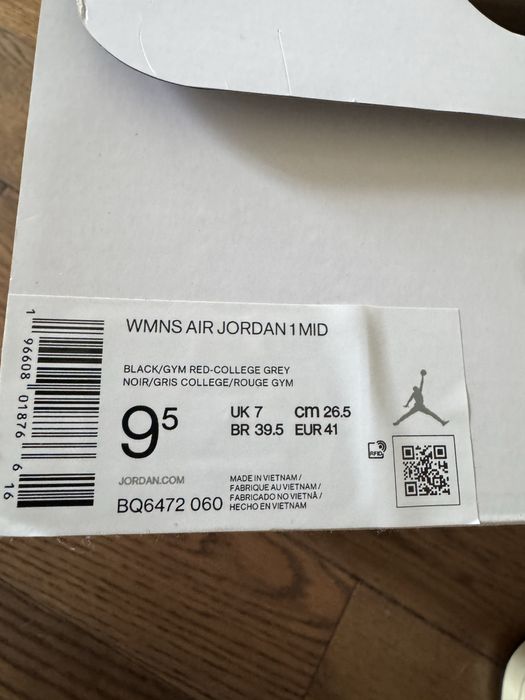 WMNS AIR JORDAN 1 MID
BLACK/GYM RED-COLLEGE GREY
NOIR/GRIS COLLEGE/ROUGE GYM
9⁵
UK 7 cm 26.5
BR 39.5 EUR 41
RFID
JORDAN.COM
BQ6472 060
MADE IN VIETNAM /
FABRIQUE AU VIETNAM /
FABRICADO NO VIETNÃ /
HECHO EN VIETNAM
1 96608 01876 6 16